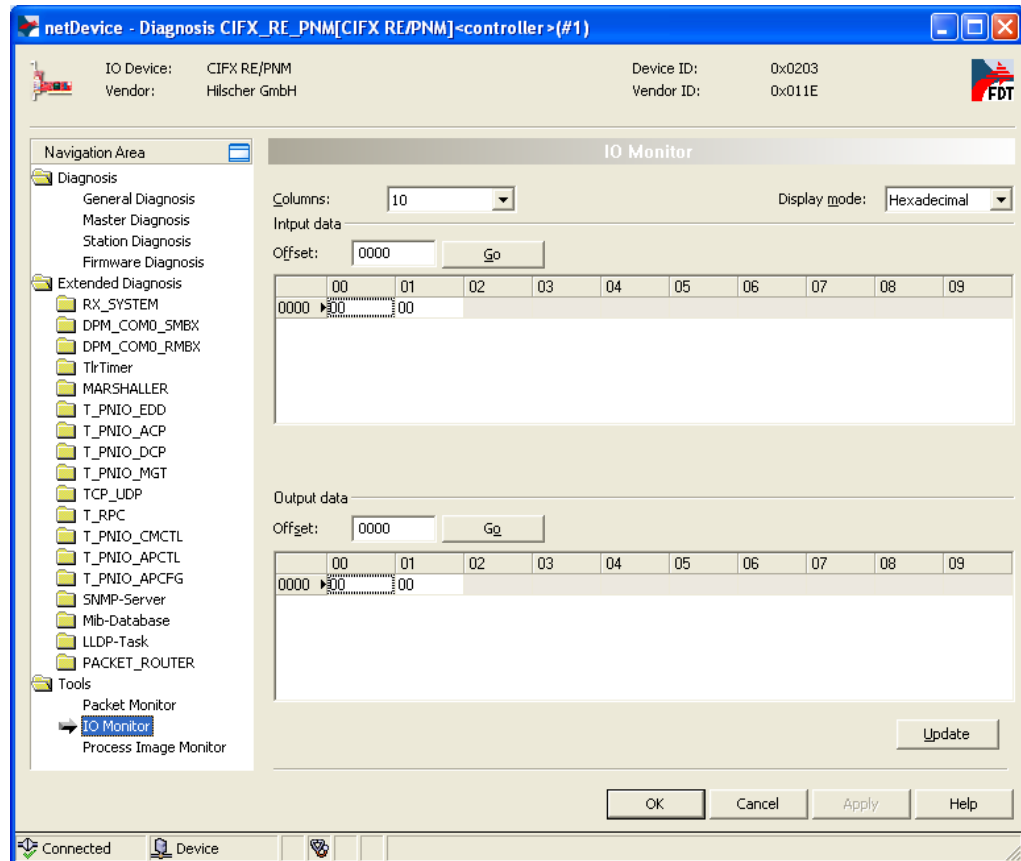 netDevice - Diagnosis CIFX_RE_PNM[CIFX RE/PNM]<controller>(#1)
IO Device: CIFX RE/PNM Device ID: 0x0203
Vendor: Hilscher GmbH Vendor ID: 0x011E
FDT
Navigation Area
Diagnosis
General Diagnosis
Master Diagnosis
Station Diagnosis
Firmware Diagnosis
Extended Diagnosis
RX_SYSTEM
DPM_COM0_SMBX
DPM_COM0_RMBX
TlrTimer
MARSHALLER
T_PNIO_EDD
T_PNIO_ACP
T_PNIO_DCP
T_PNIO_MGT
TCP_UDP
T_RPC
T_PNIO_CMCTL
T_PNIO_APCTL
T_PNIO_APCFG
SNMP-Server
Mib-Database
LLDP-Task
PACKET_ROUTER
Tools
Packet Monitor
IO Monitor
Process Image Monitor
IO Monitor
Columns: 10 Display mode: Hexadecimal
Intput data
Offset: 0000 Go
00 01 02 03 04 05 06 07 08 09
0000 00 00
Output data
Offset: 0000 Go
00 01 02 03 04 05 06 07 08 09
0000 00 00
Update
OK Cancel Apply Help
Connected Device